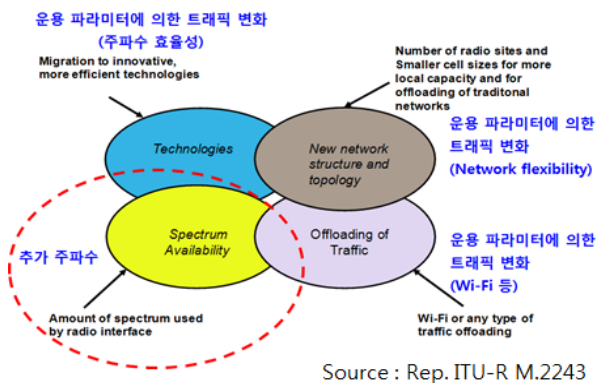 운용 파라미터에 의한 트래픽 변화
(주파수 효율성)
Migration to innovative,
more efficient technologies
Number of radio sites and
Smaller cell sizes for more
local capacity and for
offloading of traditonal
networks
운용 파라미터에 의한
트래픽 변화
(Network flexibility)
Technologies
New network
structure and
topology
Spectrum
Availability
Offloading of
Traffic
추가 주파수
운용 파라미터에 의한
트래픽 변화
(Wi-Fi 등)
Amount of spectrum used
by radio interface
Wi-Fi or any type of
traffic offoading
Source : Rep. ITU-R M.2243